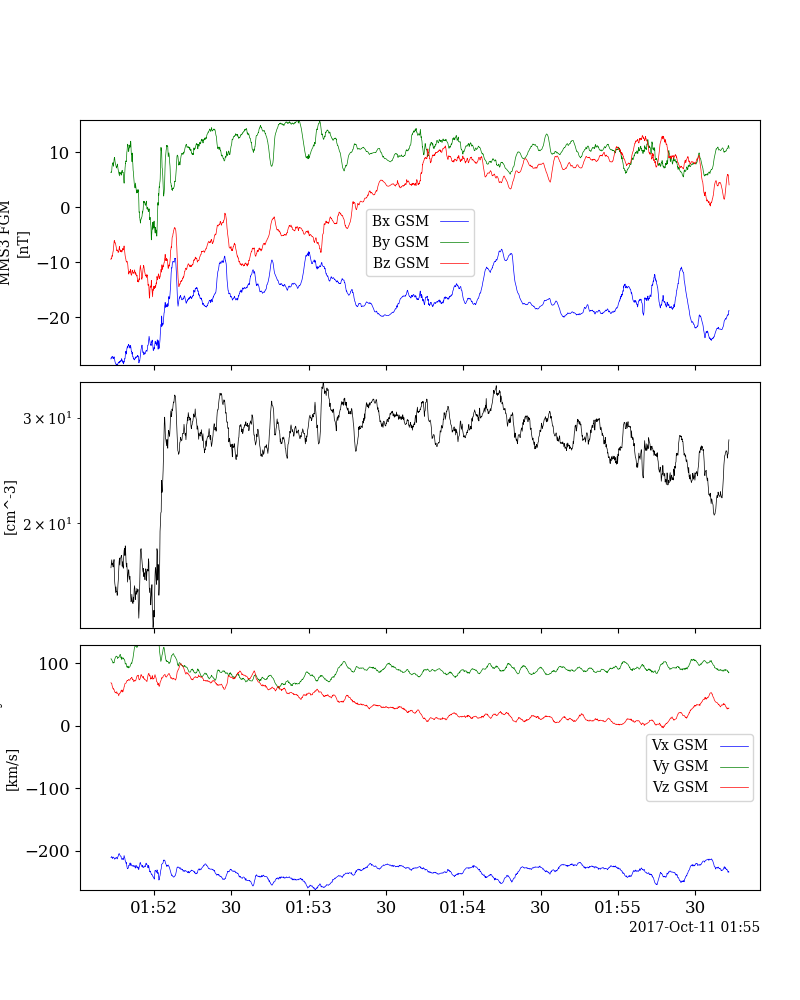 10
0
−10
−20
MMS3 FGM
[nT]
Bx GSM
By GSM
Bz GSM
3 × 10¹
2 × 10¹
[cm^-3]
100
0
−100
−200
[km/s]
Vx GSM
Vy GSM
Vz GSM
01:52
30
01:53
30
01:54
30
01:55
30
2017-Oct-11 01:55